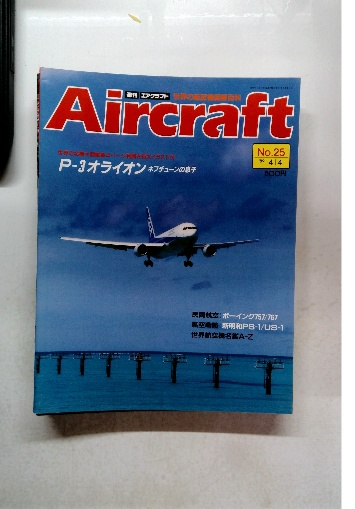 週刊 エアクラフト
Aircraft
No.25
4/14
500円
P-3オライオン ネプチューンの息子
民間航空 ボーイング757/767
航空機館 新明和PS-1/US-1
世界航空機名鑑A-Z